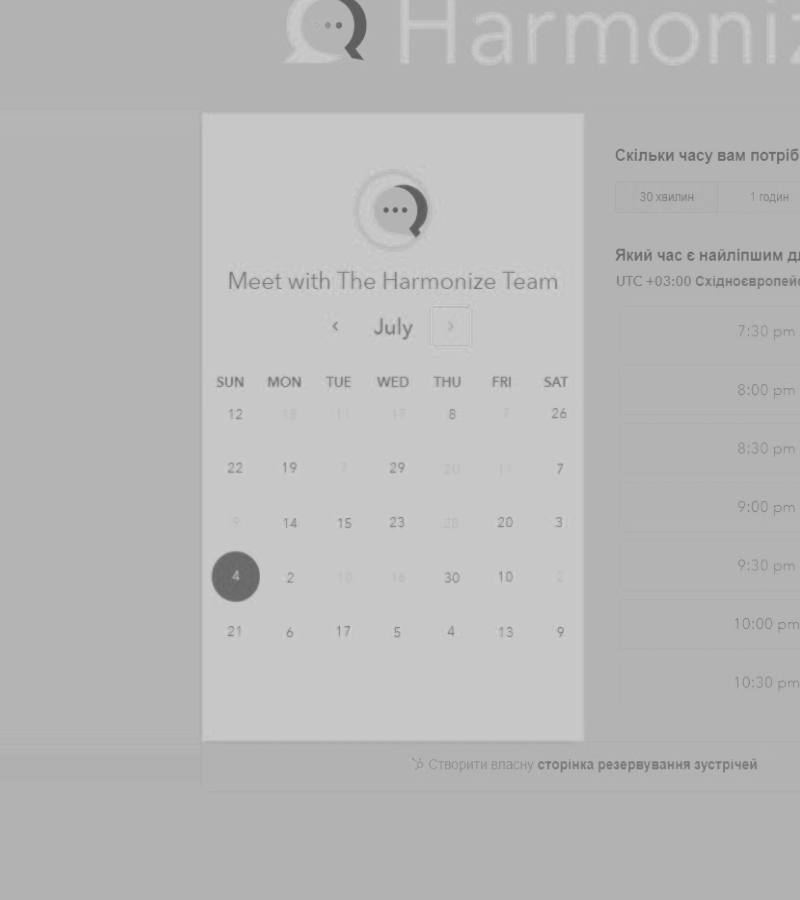 Harmoniz
Meet with The Harmonize Team
‹ July ›
SUN MON TUE WED THU FRI SAT
12 18 11 17 8 7 26
22 19 7 29 20 11 7
9 14 15 23 28 20 3
4 2 10 16 30 10 2
21 6 17 5 4 13 9
Скільки часу вам потріб
30 хвилин 1 годин
Який час є найліпшим дл
UTC +03:00 Східноєвропейс
7:30 pm
8:00 pm
8:30 pm
9:00 pm
9:30 pm
10:00 pm
10:30 pm
Створити власну сторінка резервування зустрічей